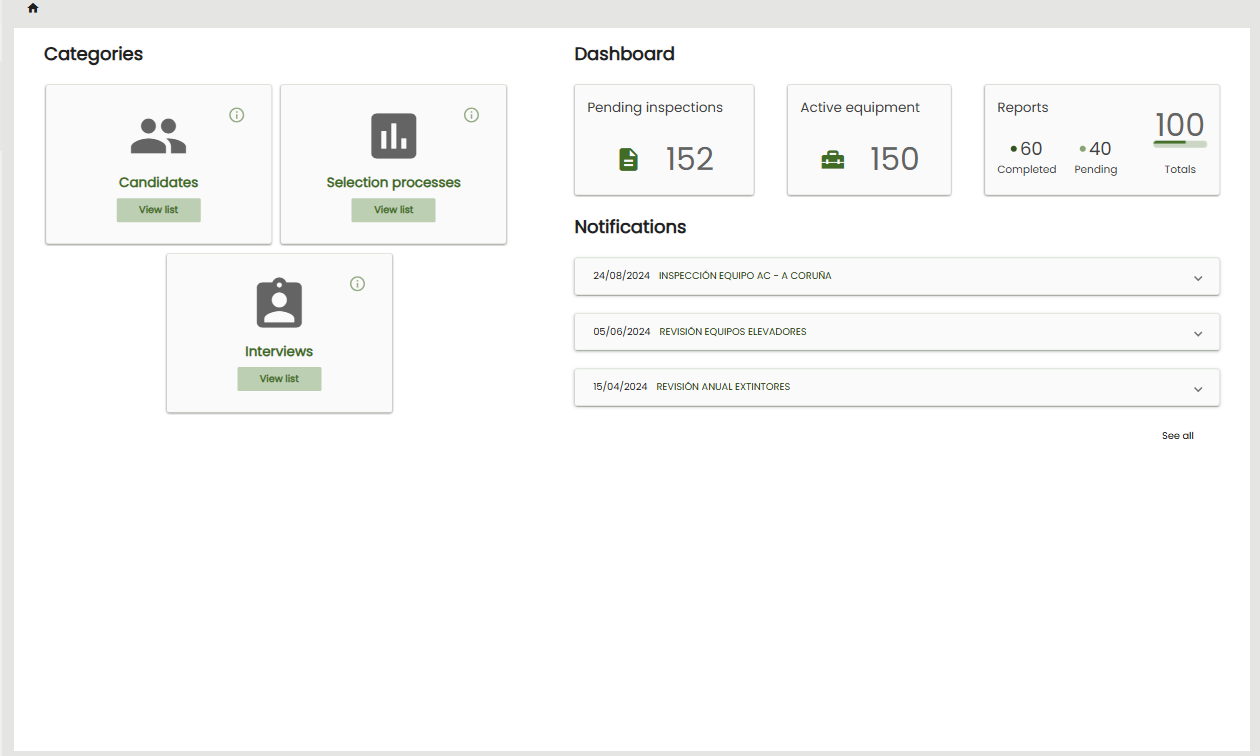 Categories
Candidates
View list
Selection processes
View list
Interviews
View list
Dashboard
Pending inspections
152
Active equipment
150
Reports
60
Completed
40
Pending
100
Totals
Notifications
24/08/2024 INSPECCIÓN EQUIPO AC - A CORUÑA
05/06/2024 REVISIÓN EQUIPOS ELEVADORES
15/04/2024 REVISIÓN ANUAL EXTINTORES
See all